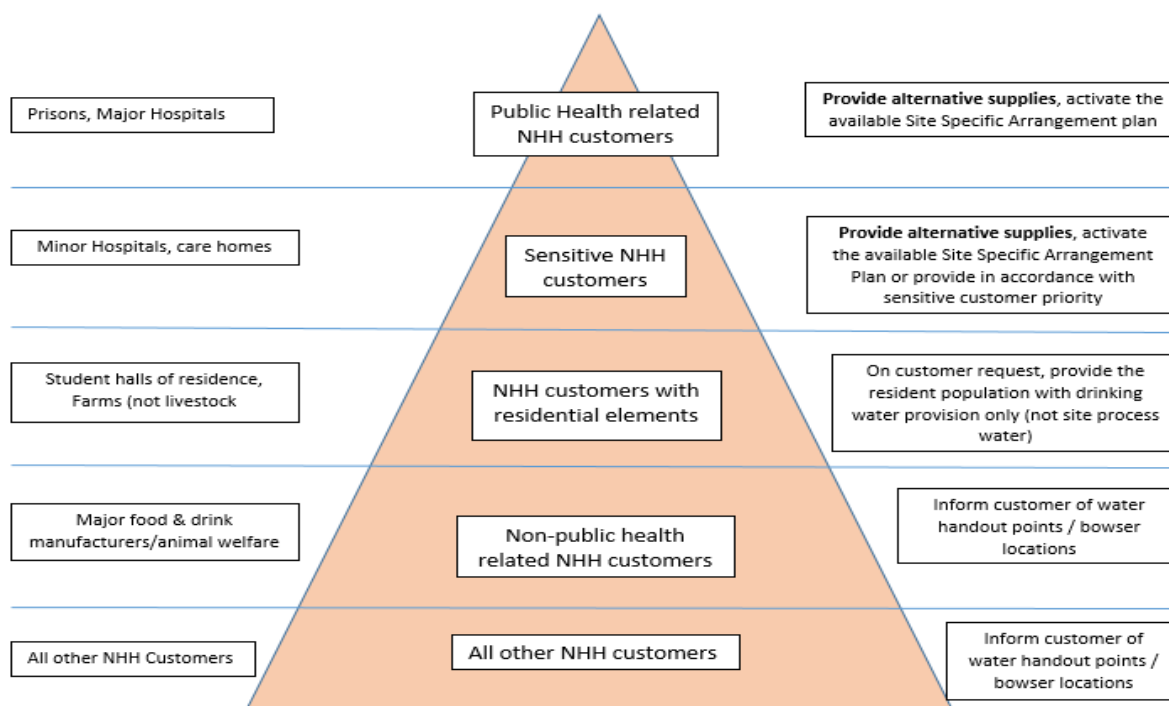 Prisons, Major Hospitals
Public Health related
NHH customers
Provide alternative supplies, activate the
available Site Specific Arrangement plan
Minor Hospitals, care homes
Sensitive NHH
customers
Provide alternative supplies, activate
the available Site Specific Arrangement
Plan or provide in accordance with
sensitive customer priority
Student halls of residence,
Farms (not livestock
NHH customers with
residential elements
On customer request, provide the
resident population with drinking
water provision only (not site process
water)
Major food & drink
manufacturers/animal welfare
Non-public health
related NHH customers
Inform customer of water
handout points / bowser
locations
All other NHH Customers
All other NHH customers
Inform customer of
water handout points /
bowser locations